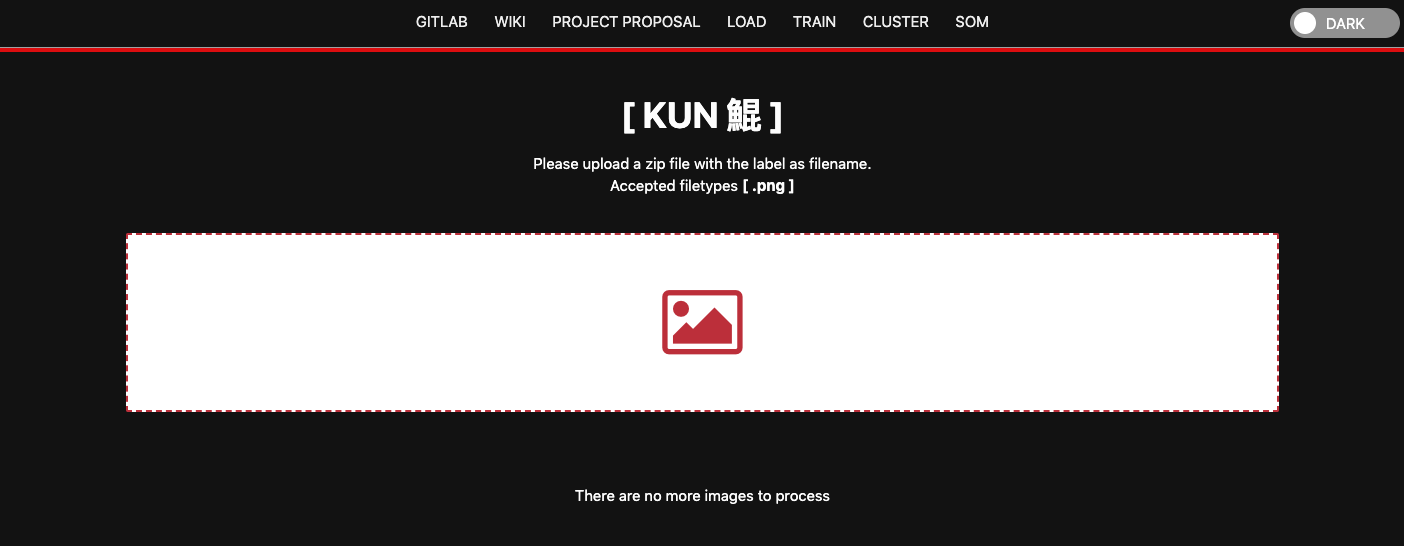 GITLAB WIKI PROJECT PROPOSAL LOAD TRAIN CLUSTER SOM DARK
[ KUN 鯤 ]
Please upload a zip file with the label as filename.
Accepted filetypes [ .png ]
There are no more images to process